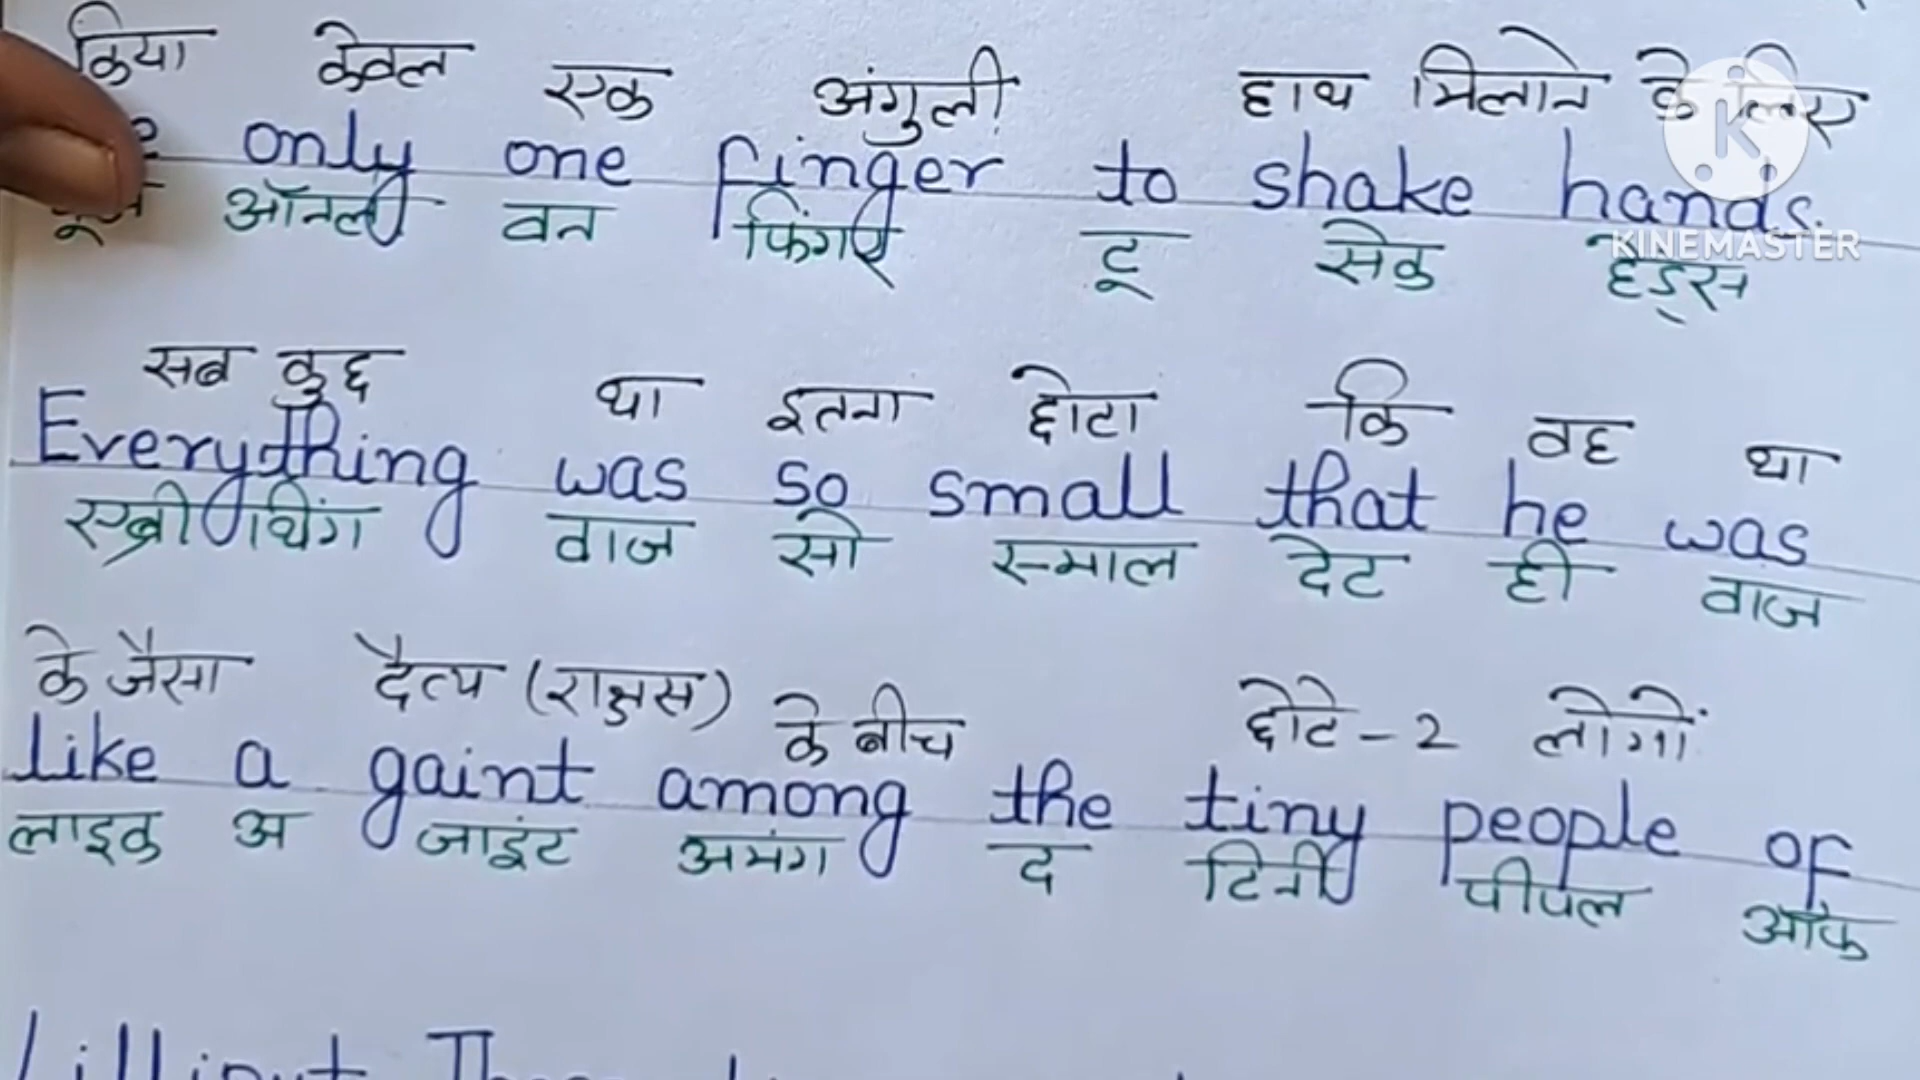 किया केवल एक अंगुली हाथ मिलाने के लिए
only one finger to shake hands.
ऑनली वन फिंगर टू सेक हैंड्स
KINEMASTER
सब कुछ था इतना छोटा कि वह था
Everything was so small that he was
एव्रीथिंग वाज सो स्माल देट ही वाज
के जैसा दैत्य (राक्षस) के बीच छोटे-2 लोगों
like a gaint among the tiny people of
लाइक अ जाइंट अमंग द टिनी पीपल ऑफ